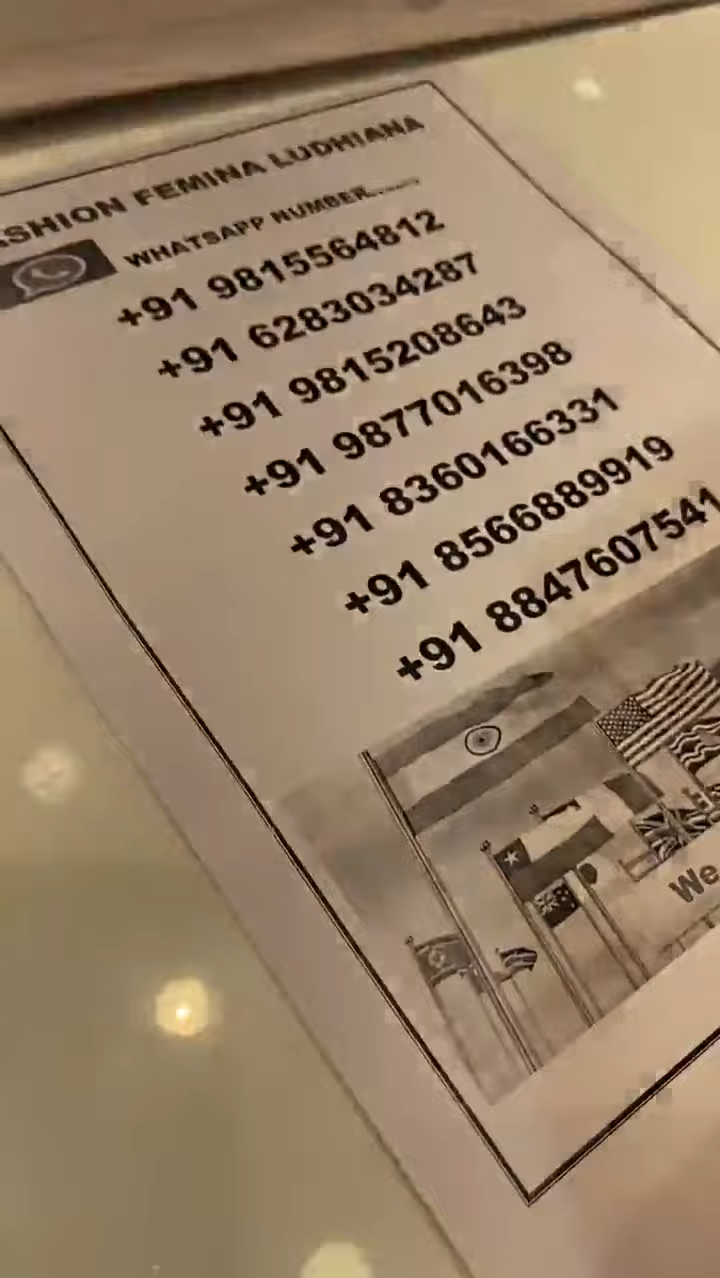 SHION FEMINA LUDHIANA
WHATSAPP NUMBER.......
+91 9815564812
+91 6283034287
+91 9815208643
+91 9877016398
+91 8360166331
+91 8566889919
+91 8847607541
We